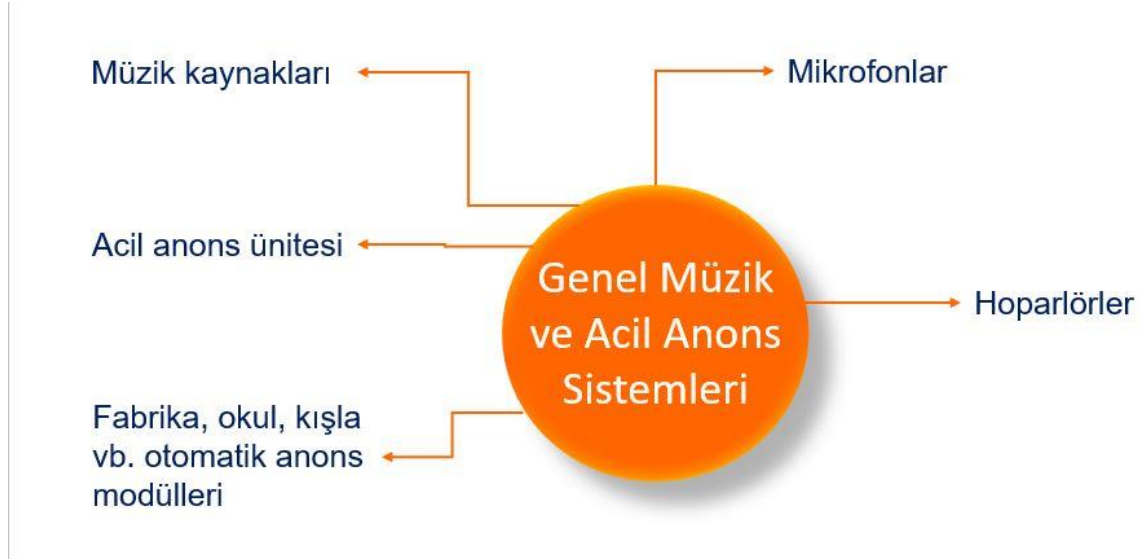 Müzik kaynakları
Mikrofonlar
Acil anons ünitesi
Genel Müzik
ve Acil Anons
Sistemleri
Hoparlörler
Fabrika, okul, kışla
vb. otomatik anons
modülleri